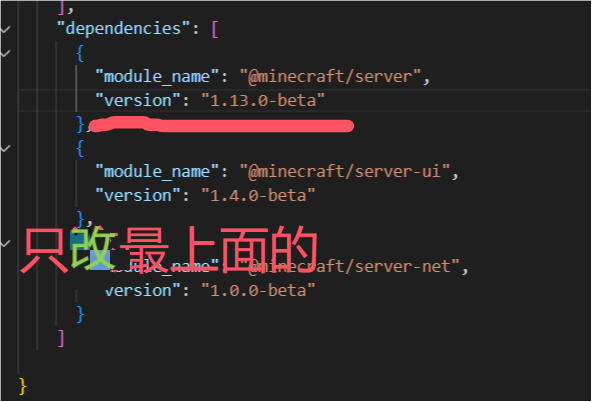 ],
"dependencies": [
{
"module_name": "@minecraft/server",
"version": "1.13.0-beta"
},
{
"module_name": "@minecraft/server-ui",
"version": "1.4.0-beta"
},
只改最上面的
"@minecraft/server-net",
version": "1.0.0-beta"
}
]
}